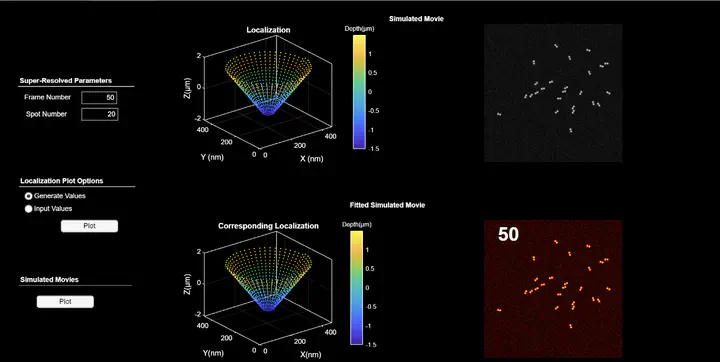 Simulated Movie
Localization
Depth(μm)
2
0
-2
Z(μm)
400
200
0
Y (nm)
0
200
400
X (nm)
1
0.5
0
-0.5
-1
-1.5
Super-Resolved Parameters
Frame Number 50
Spot Number 20
Localization Plot Options
Generate Values
Input Values
Plot
Simulated Movies
Plot
Fitted Simulated Movie
Corresponding Localization
Depth(μm)
2
0
-2
Z(μm)
400
200
0
Y(nm)
0
200
400
X(nm)
1
0.5
0
-0.5
-1
-1.5
50